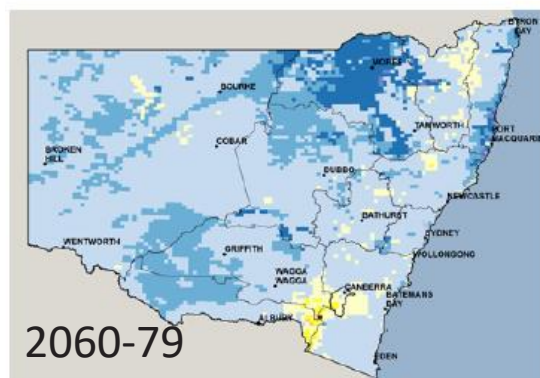 BYRON
BAY
MOREE
BOURKE
TAMWORTH
COBAR
PORT
MACQUARIE
BROKEN
HILL
DUBBO
NEWCASTLE
BATHURST
SYDNEY
WENTWORTH
GRIFFITH
WOLLONGONG
WAGGA
WAGGA
CANBERRA
BATEMANS
BAY
ALBURY
2060-79
EDEN